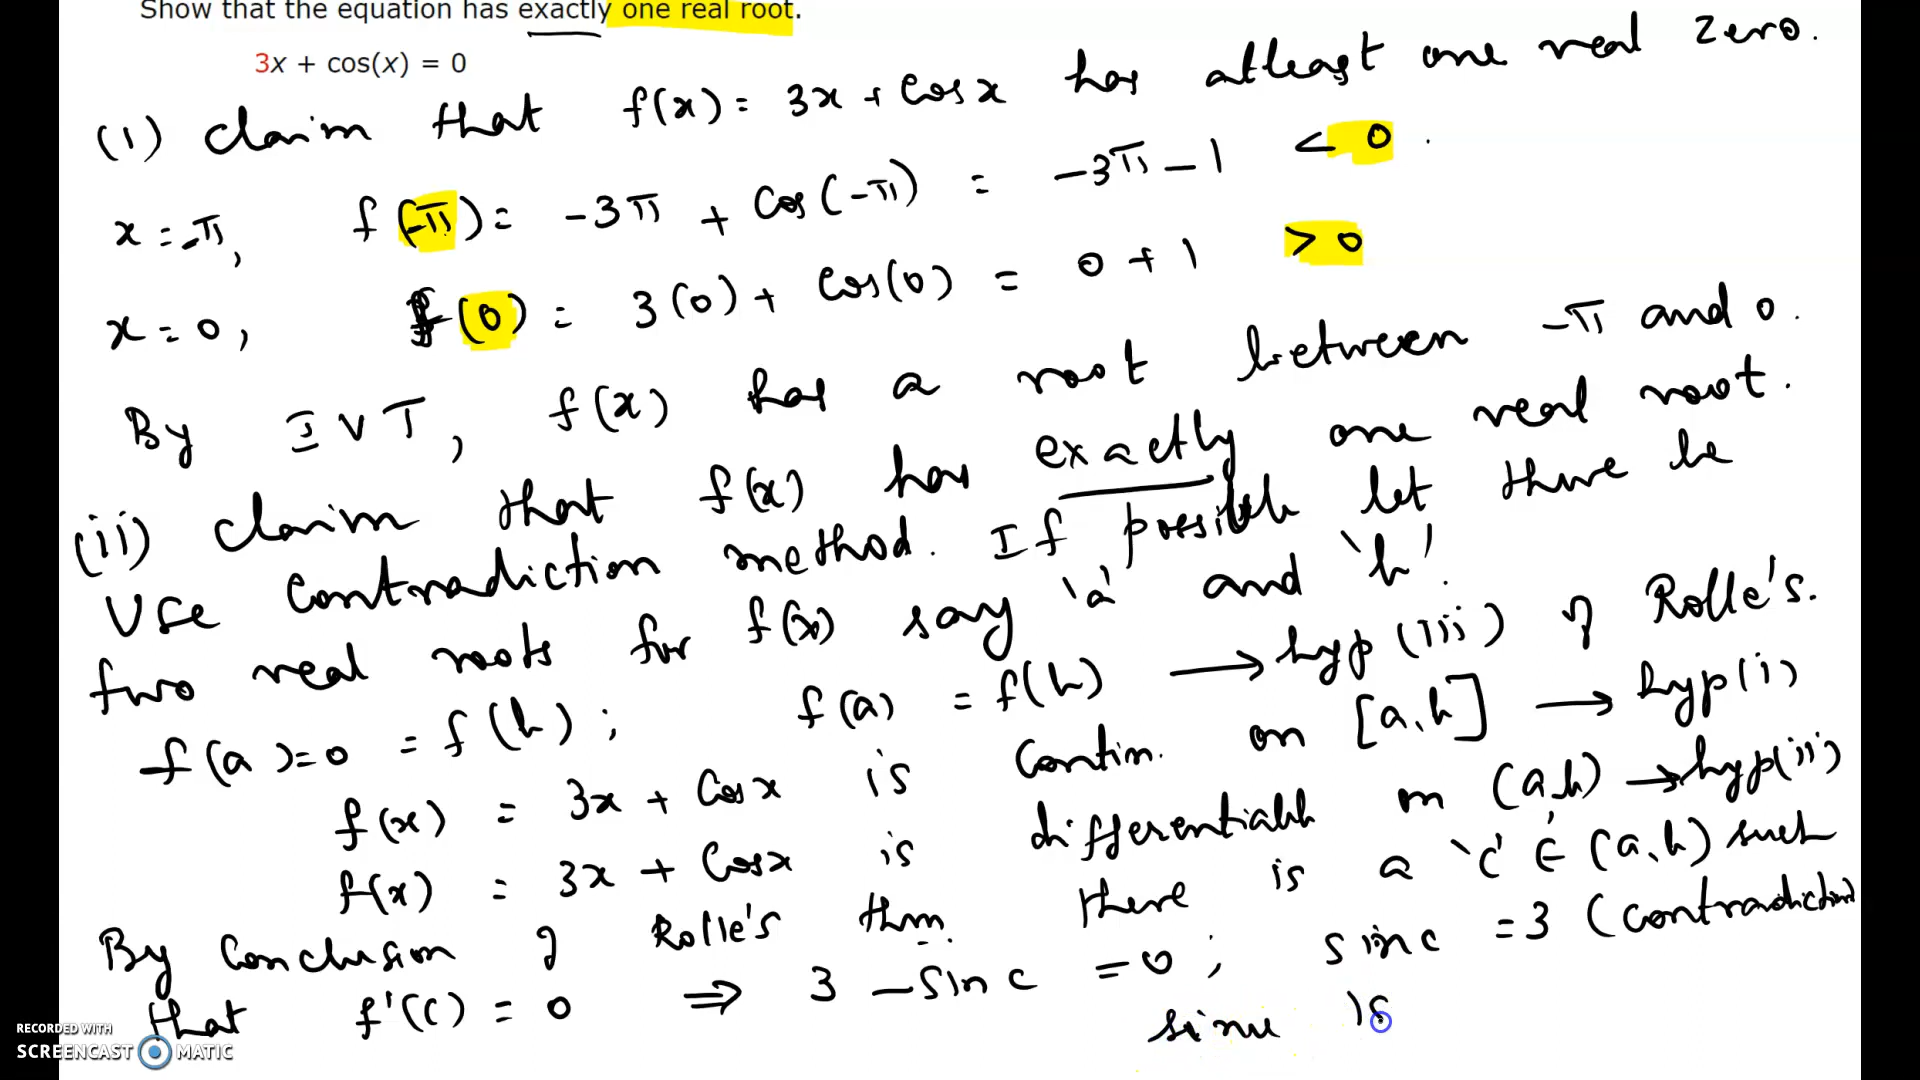 Show that the equation has exactly one real root.
3x + cos(x) = 0
(i) claim that f(x) = 3x + cos x has atleast one real zero.
x = -π, f(-π) = -3π + cos(-π) = -3π - 1 < 0.
x = 0, f(0) = 3(0) + cos(0) = 0 + 1 > 0
By IVT, f(x) has a root between -π and 0.
(ii) claim that f(x) has exactly one real root.
Use contradiction method. If possible let there be
two real roots for f(x) say 'a' and 'b'.
f(a) = 0 = f(b); f(a) = f(b) → hyp (iii) of Rolle's.
f(x) = 3x + cos x is contin. on [a,b] → hyp(i)
f(x) = 3x + cos x is differentiable on (a,b) → hyp(ii)
By conclusion of Rolle's thm. there is a 'c' ∈ (a,b) such
that f'(c) = 0 ⇒ 3 - sin c = 0; sin c = 3 (contradiction)
since |s
RECORDED WITH
SCREENCAST MATIC